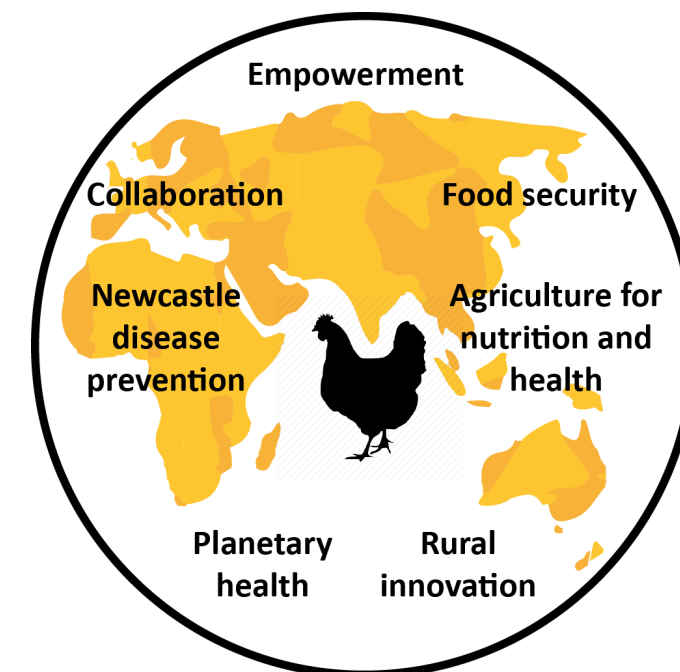 Empowerment
Collaboration
Food security
Newcastle
disease
prevention
Agriculture for
nutrition and
health
Planetary
health
Rural
innovation